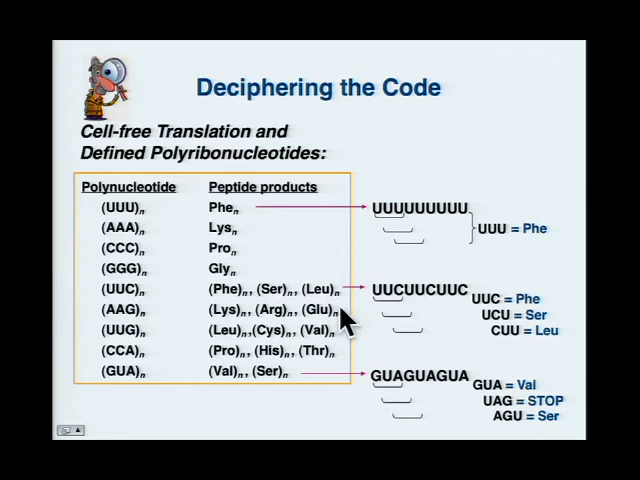 Deciphering the Code
Cell-free Translation and
Defined Polyribonucleotides:
Polynucleotide Peptide products
(UUU)n Phen
(AAA)n Lysn
(CCC)n Pron
(GGG)n Glyn
(UUC)n (Phe)n, (Ser)n, (Leu)n
(AAG)n (Lys)n, (Arg)n, (Glu)n
(UUG)n (Leu)n,(Cys)n, (Val)n
(CCA)n (Pro)n, (His)n, (Thr)n
(GUA)n (Val)n, (Ser)n
UUUUUUUUU
UUU = Phe
UUCUUCUUC
UUC = Phe
UCU = Ser
CUU = Leu
GUAGUAGUA
GUA = Val
UAG = STOP
AGU = Ser